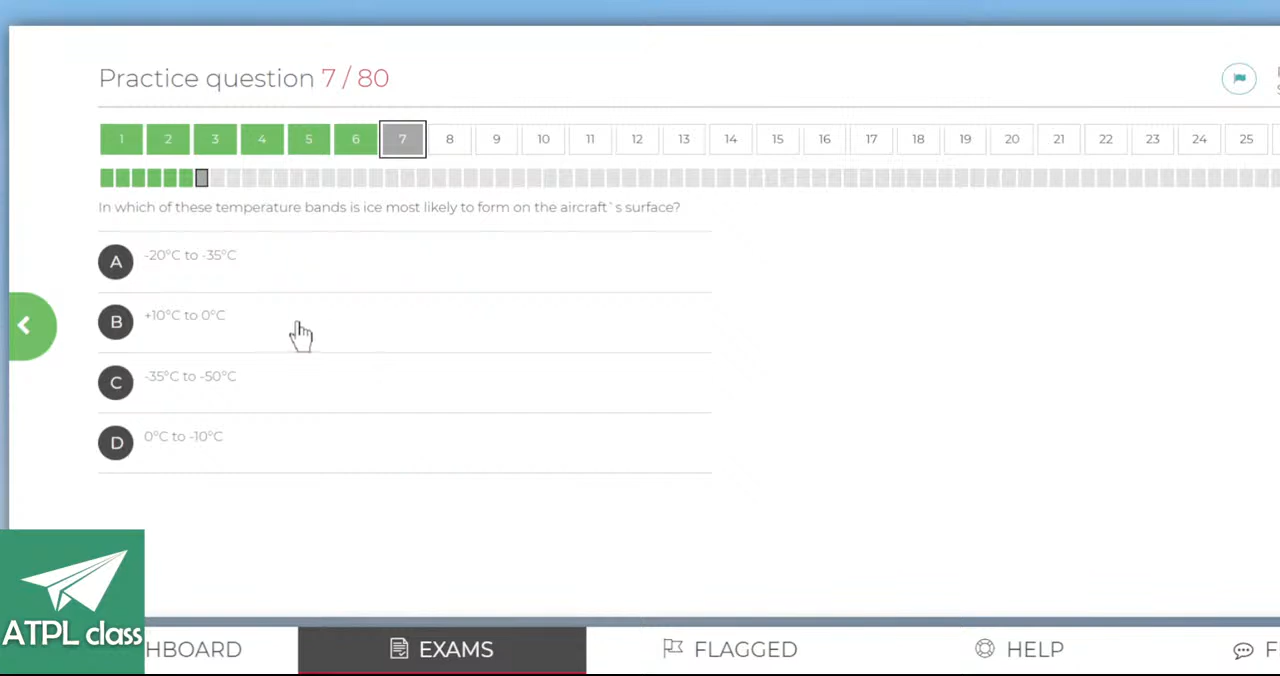 Practice question 7 / 80
1 2 3 4 5 6 7 8 9 10 11 12 13 14 15 16 17 18 19 20 21 22 23 24 25
In which of these temperature bands is ice most likely to form on the aircraft`s surface?
A -20°C to -35°C
B +10°C to 0°C
C -35°C to -50°C
D 0°C to -10°C
ATPL class
HBOARD EXAMS FLAGGED HELP